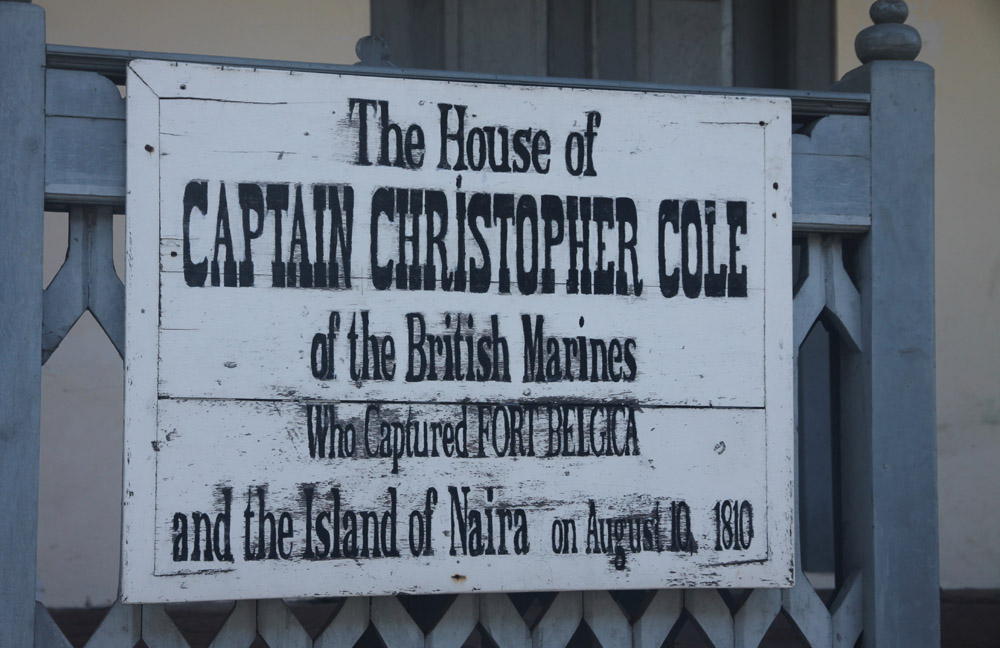 The House of
CAPTAIN CHRISTOPHER COLE
of the British Marines
Who Captured FORT BELGICA
and the Island of Naira on August 10, 1810